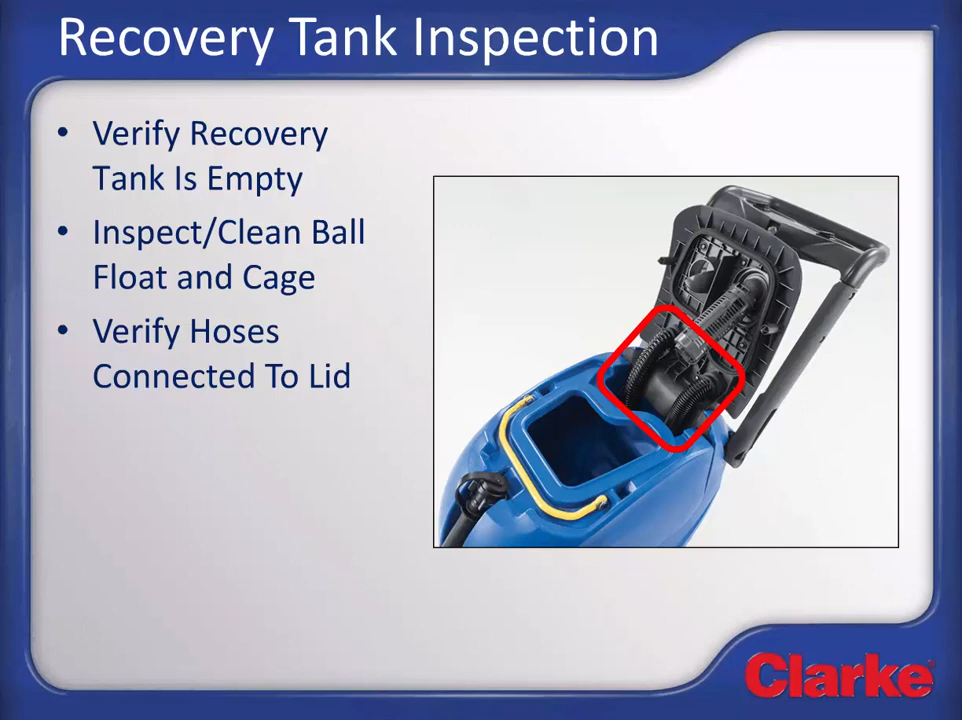 Recovery Tank Inspection
• Verify Recovery
Tank Is Empty
• Inspect/Clean Ball
Float and Cage
• Verify Hoses
Connected To Lid
Clarke